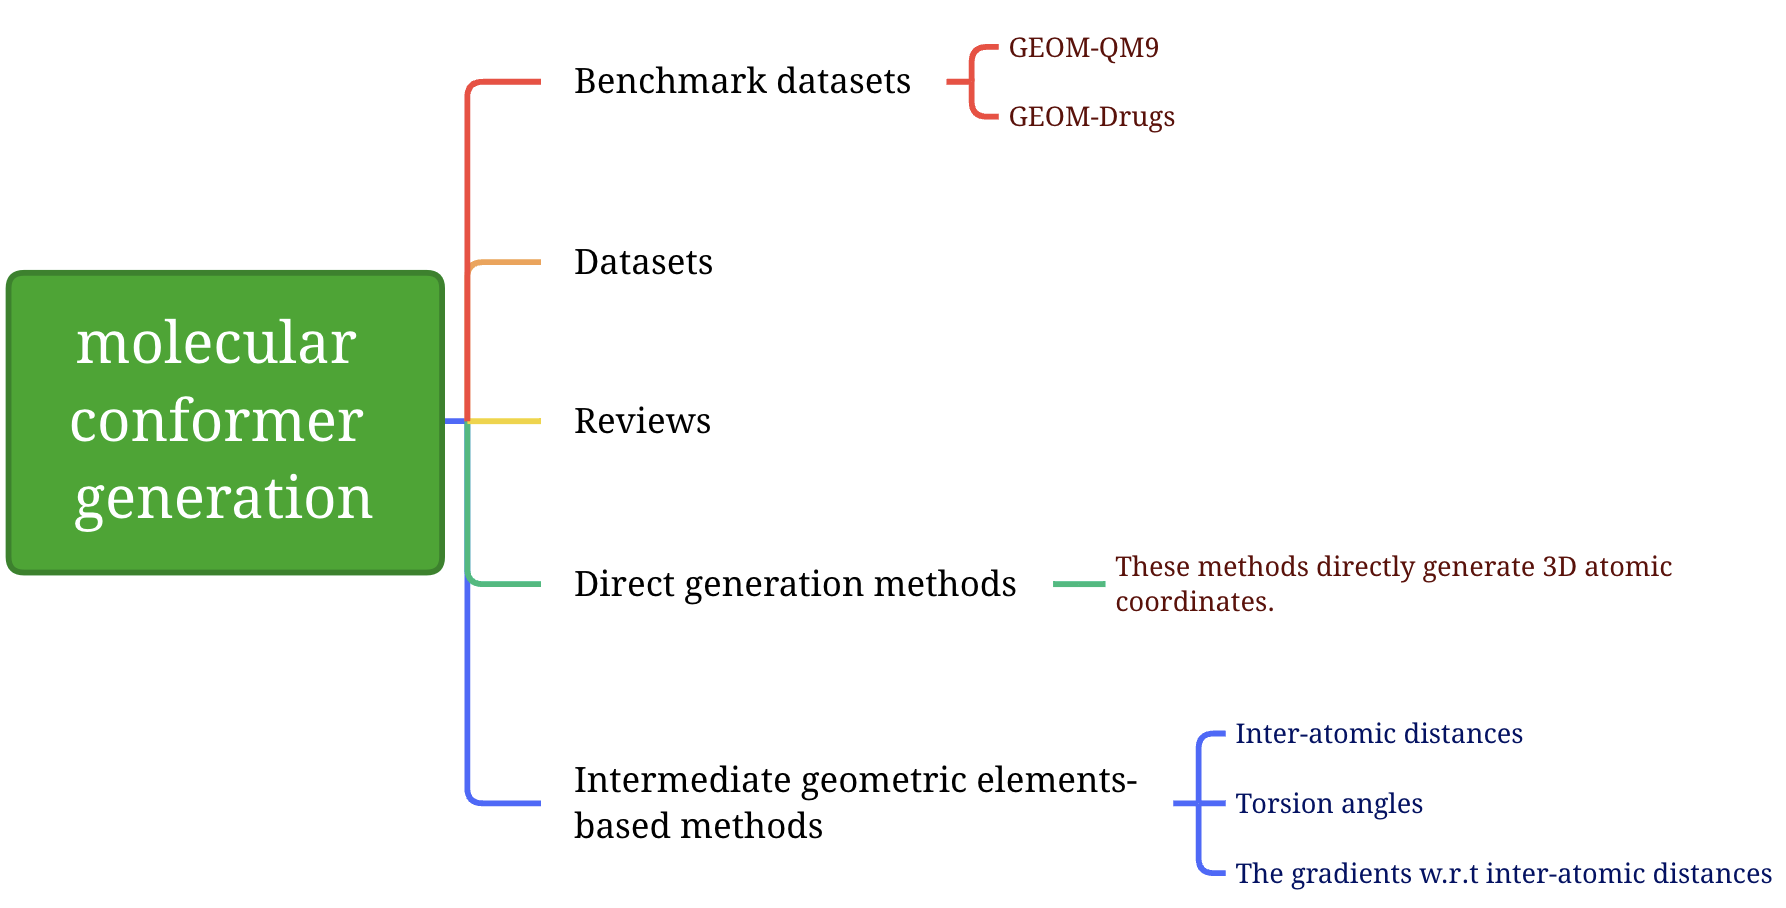 molecular
conformer
generation
Benchmark datasets
GEOM-QM9
GEOM-Drugs
Datasets
Reviews
Direct generation methods
These methods directly generate 3D atomic
coordinates.
Intermediate geometric elements-
based methods
Inter-atomic distances
Torsion angles
The gradients w.r.t inter-atomic distances